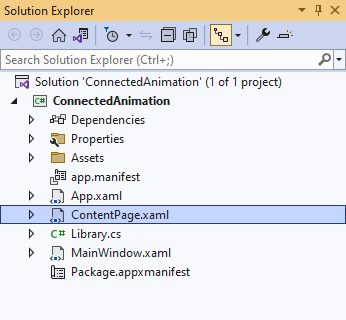 Solution Explorer
Search Solution Explorer (Ctrl+;)
Solution 'ConnectedAnimation' (1 of 1 project)
C# ConnectedAnimation
Dependencies
Properties
Assets
app.manifest
App.xaml
ContentPage.xaml
C# Library.cs
MainWindow.xaml
Package.appxmanifest